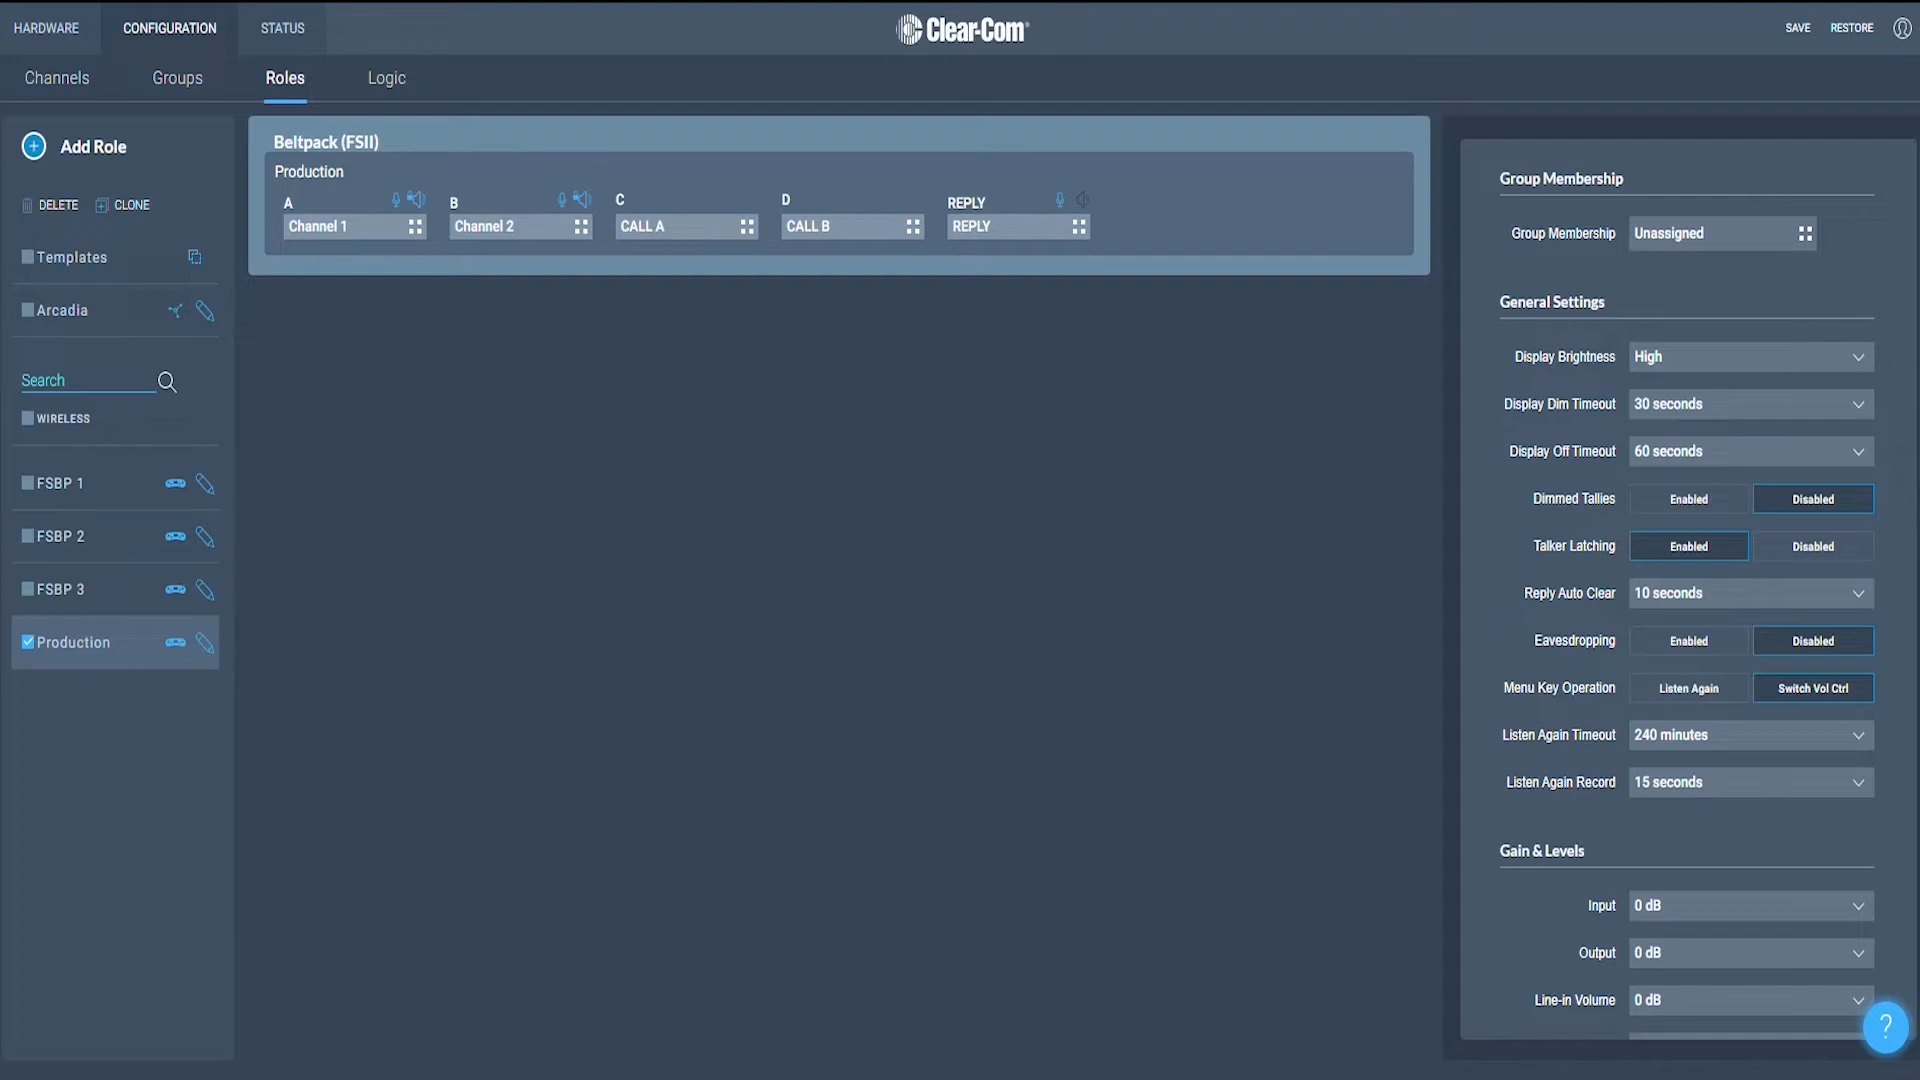 HARDWARE CONFIGURATION STATUS Clear-Com SAVE RESTORE
Channels Groups Roles Logic
Add Role
DELETE CLONE
Templates
Arcadia
Search
WIRELESS
FSBP 1
FSBP 2
FSBP 3
Production
Beltpack (FSII)
Production
A B C D REPLY
Channel 1 Channel 2 CALL A CALL B REPLY
Group Membership
Group Membership Unassigned
General Settings
Display Brightness High
Display Dim Timeout 30 seconds
Display Off Timeout 60 seconds
Dimmed Tallies Enabled Disabled
Talker Latching Enabled Disabled
Reply Auto Clear 10 seconds
Eavesdropping Enabled Disabled
Menu Key Operation Listen Again Switch Vol Ctrl
Listen Again Timeout 240 minutes
Listen Again Record 15 seconds
Gain & Levels
Input 0 dB
Output 0 dB
Line-in Volume 0 dB
?